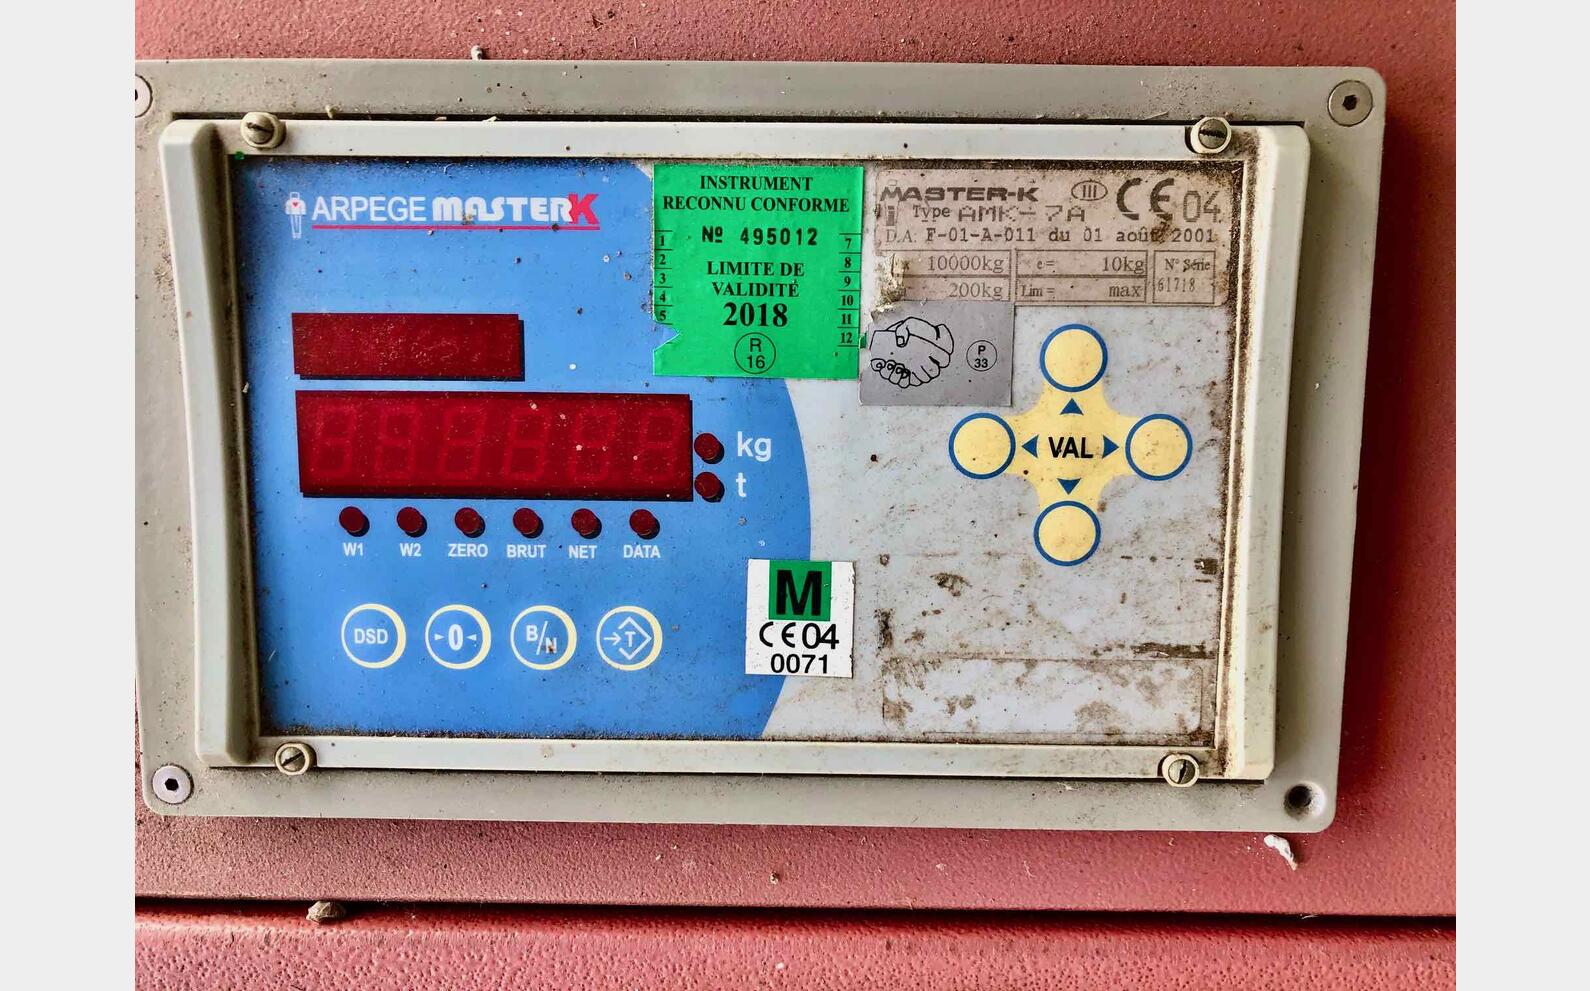 ARPEGE MASTERK
INSTRUMENT
RECONNU CONFORME
Nº 495012
LIMITE DE
VALIDITÉ
2018
R
16
1
2
3
4
5
7
8
9
10
11
12
MASTER-K III CE 04
Type AMK-7A
D.A. F-01-A-011 du 01 août 2001
10000kg e= 10kg N° Série
200kg Lim= max 61718
P
33
kg
t
W1 W2 ZERO BRUT NET DATA
VAL
DSD 0 B/N T
M
CE04
0071